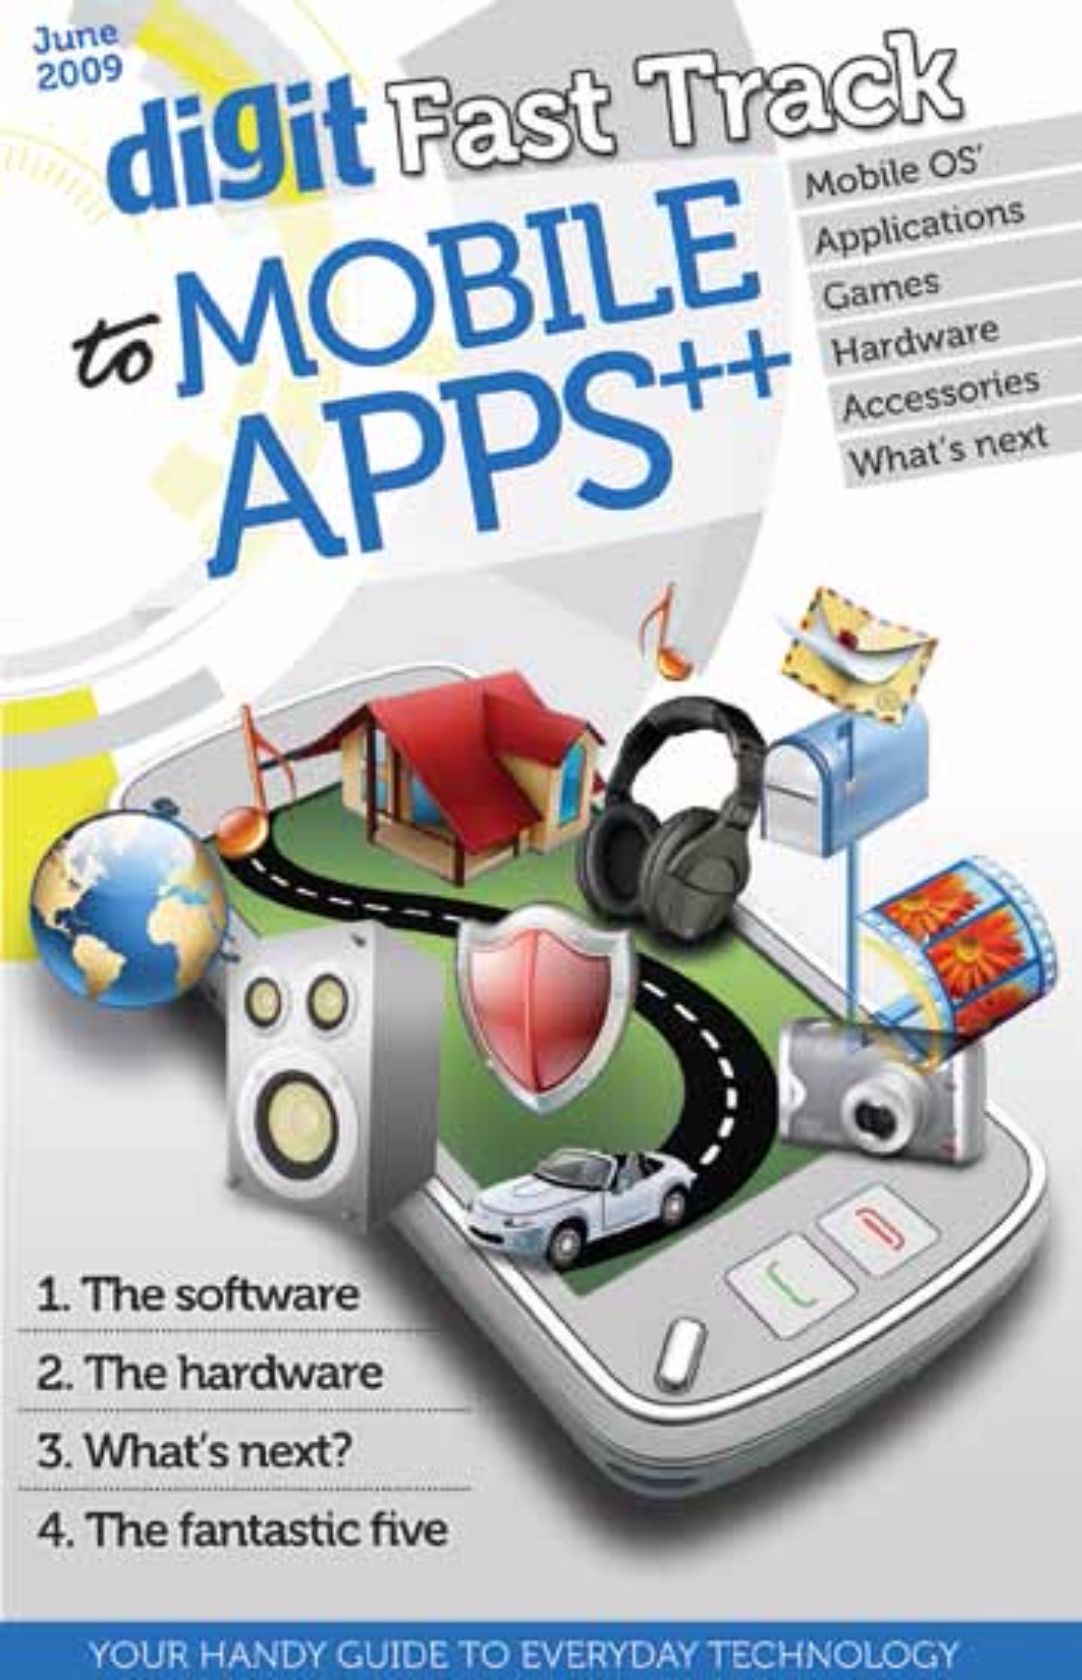 June
2009
digit Fast Track
to MOBILE
APPS++
Mobile OS'
Applications
Games
Hardware
Accessories
What's next
1. The software
2. The hardware
3. What's next?
4. The fantastic five
YOUR HANDY GUIDE TO EVERYDAY TECHNOLOGY